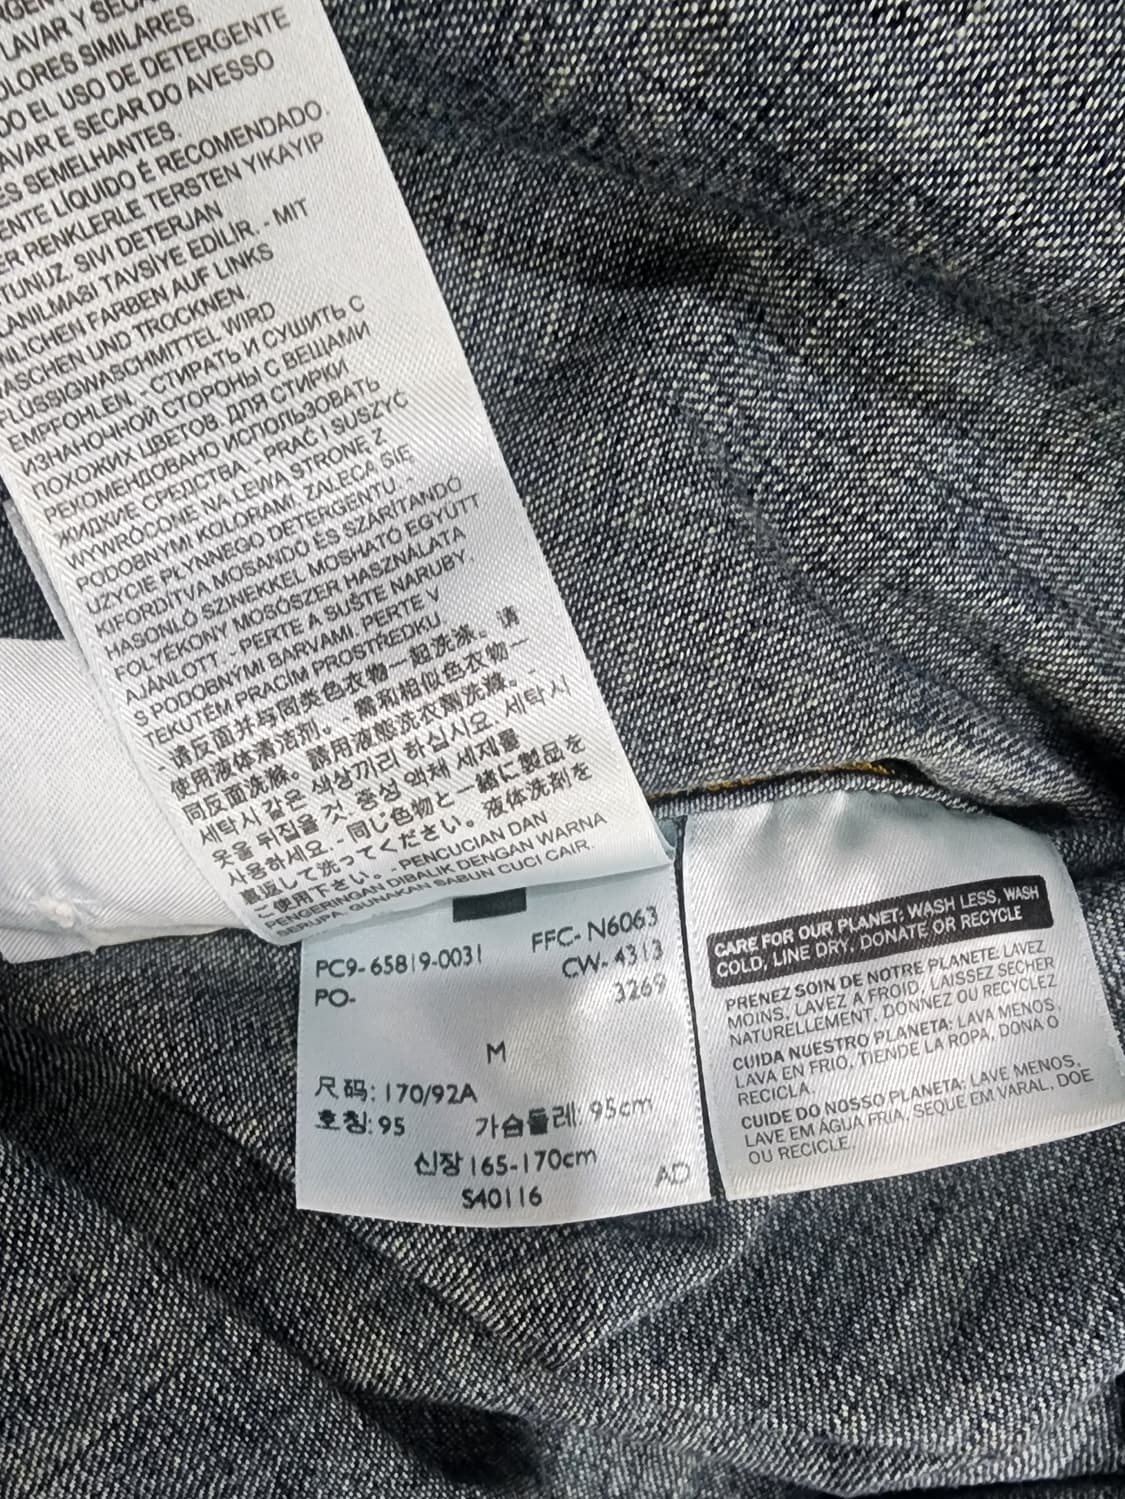 LAVAR Y SECA
OLORES SIMILARES.
DO EL USO DE DETERGENTE
AVAR E SECAR DO AVESSO
ES SEMELHANTES.
ENTE LÍQUIDO É RECOMENDADO.
ER RENKLERLE TERSTEN YIKAYIP
TUNUZ. SIVI DETERJAN
LANILMASI TAVSİYE EDİLİR. - MIT
NLICHEN FARBEN AUF LINKS
ASCHEN UND TROCKNEN.
FLÜSSIGWASCHMITTEL WIRD
EMPFOHLEN. - СТИРАТЬ И СУШИТЬ С
ИЗНАНОЧНОЙ СТОРОНЫ С ВЕЩАМИ
ПОХОЖИХ ЦВЕТОВ. ДЛЯ СТИРКИ
РЕКОМЕНДОВАНО ИСПОЛЬЗОВАТЬ
ЖИДКИЕ СРЕДСТВА. - PRAĆ I SUSZYĆ
WYWRÓCONE NA LEWĄ STRONĘ Z
PODOBNYMI KOLORAMI. ZALECA SIĘ
UŻYCIE PŁYNNEGO DETERGENTU. -
KIFORDÍTVA MOSANDÓ ÉS SZÁRÍTANDÓ
HASONLÓ SZÍNEKKEL MOSHATÓ EGYÜTT
FOLYÉKONY MOSÓSZER HASZNÁLATA
AJÁNLOTT. - PERTE A SUŠTE NARUBY.
S PODOBNÝMI BARVAMI. PERTE V
TEKUTÉM PRACÍM PROSTŘEDKU.
- 请反面并与同类色衣物一起洗涤。请
使用液体清洁剂。- 需和相似色衣物一
同反面洗滌。請用液態洗衣劑洗滌。-
세탁시 같은 색상끼리 하십시요. 세탁시
옷을 뒤집을 것. 중성 액체 세제를
사용하세요. - 同じ色物と一緒に製品を
裏返して洗ってください。液体洗剤を
ご使用下さい。- PENCUCIAN DAN
PENGERINGAN DIBALIK DENGAN WARNA
SERUPA. GUNAKAN SABUN CUCI CAIR.
PC9-65819-0031 FFC-N6063
PO- CW-4313
3269
M
尺码: 170/92A
호칭: 95 가슴둘레: 95cm
신장 165-170cm
S40116 AD
CARE FOR OUR PLANET: WASH LESS, WASH
COLD, LINE DRY, DONATE OR RECYCLE
PRENEZ SOIN DE NOTRE PLANETE: LAVEZ
MOINS, LAVEZ A FROID, LAISSEZ SECHER
NATURELLEMENT, DONNEZ OU RECYCLEZ
CUIDA NUESTRO PLANETA: LAVA MENOS,
LAVA EN FRIO, TIENDE LA ROPA, DONA O
RECICLA.
CUIDE DO NOSSO PLANETA: LAVE MENOS,
LAVE EM ÁGUA FRIA, SEQUE EM VARAL, DOE
OU RECICLE.